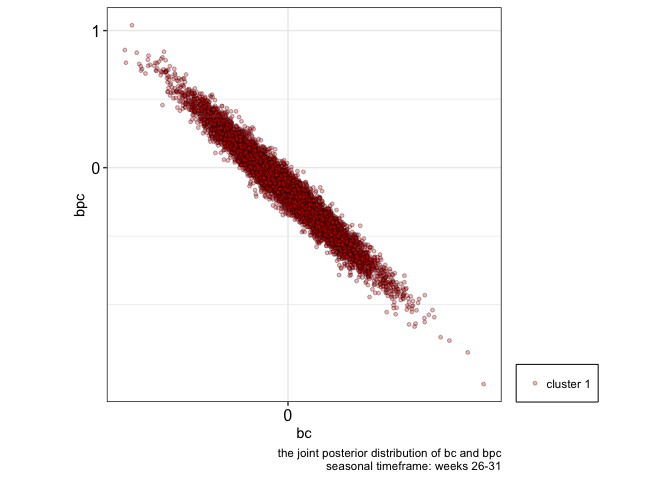 1
0
bpc
0
bc
cluster 1
the joint posterior distribution of bc and bpc
seasonal timeframe: weeks 26-31